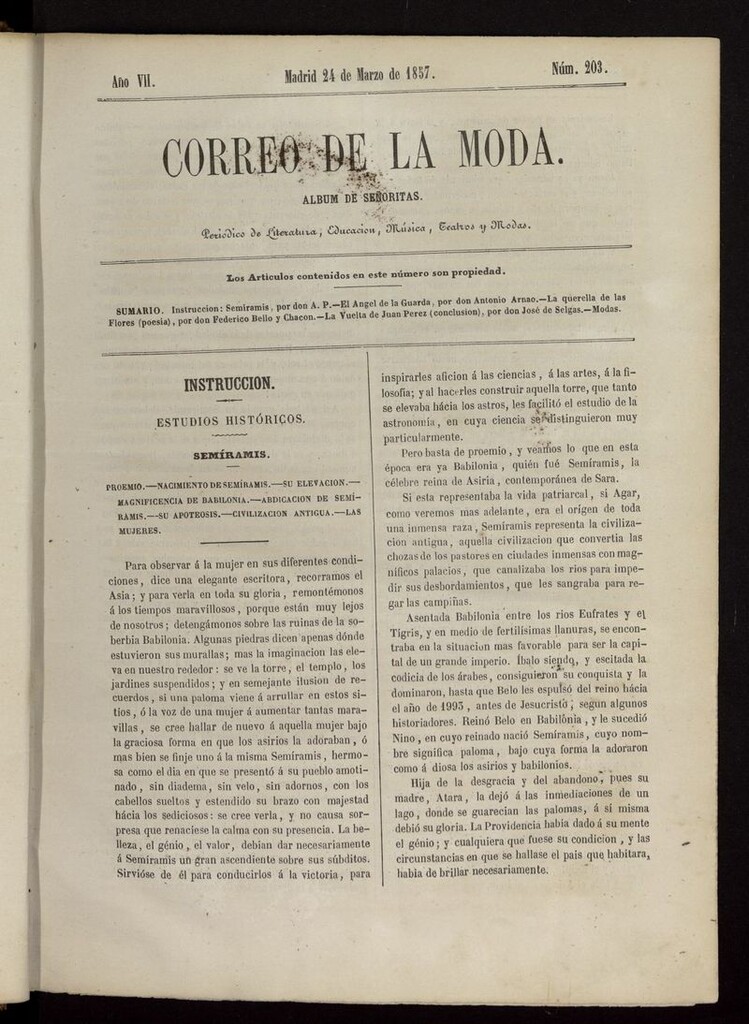 Año VII.
Madrid 24 de Marzo de 1857.
Núm. 203.
CORREO DE LA MODA.
ALBUM DE SEÑORITAS.
Periódico de Literatura, Educacion, Música, Teatros y Modas.
Los Artículos contenidos en este número son propiedad.
SUMARIO. Instruccion: Semíramis, por don A. P.—El Angel de la Guarda, por don Antonio Arnao.—La querella de las
Flores (poesía), por don Federico Bello y Chacon.—La Vuelta de Juan Perez (conclusion), por don José de Selgas.—Modas.
INSTRUCCION.
ESTUDIOS HISTÓRICOS.
SEMÍRAMIS.
PROEMIO.—NACIMIENTO DE SEMÍRAMIS.—SU ELEVACION.—
MAGNIFICENCIA DE BABILONIA.—ABDICACION DE SEMÍ-
RAMIS.—SU APOTEOSIS.—CIVILIZACION ANTIGUA.—LAS
MUJERES.
Para observar á la mujer en sus diferentes condi-
ciones, dice una elegante escritora, recorramos el
Asia; y para verla en toda su gloria, remontémonos
á los tiempos maravillosos, porque están muy lejos
de nosotros; detengámonos sobre las ruinas de la so-
berbia Babilonia. Algunas piedras dicen apenas dónde
estuvieron sus murallas; mas la imaginacion las ele-
va en nuestro rededor: se ve la torre, el templo, los
jardines suspendidos; y en semejante ilusion de re-
cuerdos, si una paloma viene á arrullar en estos si-
tios, ó la voz de una mujer á aumentar tantas mara-
villas, se cree hallar de nuevo á aquella mujer bajo
la graciosa forma en que los asirios la adoraban, ó
mas bien se finje uno á la misma Semíramis, hermo-
sa como el dia en que se presentó á su pueblo amoti-
nado, sin diadema, sin velo, sin adornos, con los
cabellos sueltos y estendido su brazo con majestad
hácia los sediciosos: se cree verla, y no causa sor-
presa que renaciese la calma con su presencia. La be-
lleza, el génio, el valor, debian dar necesariamente
á Semíramis un gran ascendiente sobre sus súbditos.
Sirvióse de él para conducirlos á la victoria, para
inspirarles aficion á las ciencias, á las artes, á la fi-
losofía; y al hacerles construir aquella torre, que tanto
se elevaba hácia los astros, les facilitó el estudio de la
astronomía, en cuya ciencia se distinguieron muy
particularmente.
Pero basta de proemio, y veamos lo que en esta
época era ya Babilonia, quién fué Semíramis, la
célebre reina de Asiria, contemporánea de Sara.
Si esta representaba la vida patriarcal, si Agar,
como veremos mas adelante, era el origen de toda
una inmensa raza, Semíramis representa la civiliza-
cion antigua, aquella civilizacion que convertia las
chozas de los pastores en ciudades inmensas con mag-
níficos palacios, que canalizaba los rios para impe-
dir sus desbordamientos, que les sangraba para re-
gar las campiñas.
Asentada Babilonia entre los rios Eufrates y el
Tigris, y en medio de fertilísimas llanuras, se encon-
traba en la situacion mas favorable para ser la capi-
tal de un grande imperio. Íbalo siendo, y escitada la
codicia de los árabes, consiguieron su conquista y la
dominaron, hasta que Belo les espulsó del reino hácia
el año de 1993, antes de Jesucristo, segun algunos
historiadores. Reinó Belo en Babilonia, y le sucedió
Nino, en cuyo reinado nació Semíramis, cuyo nom-
bre significa paloma, bajo cuya forma la adoraron
como á diosa los asirios y babilonios.
Hija de la desgracia y del abandono, pues su
madre, Atara, la dejó á las inmediaciones de un
lago, donde se guarecian las palomas, á sí misma
debió su gloria. La Providencia habia dado á su mente
el génio; y cualquiera que fuese su condicion, y las
circunstancias en que se hallase el pais que habitara,
habia de brillar necesariamente.